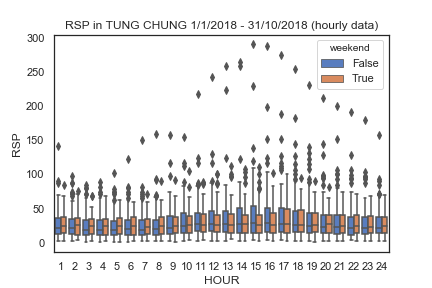 RSP in TUNG CHUNG 1/1/2018 - 31/10/2018 (hourly data)
300
250
200
150
100
50
0
RSP
weekend
False
True
1 2 3 4 5 6 7 8 9 10 11 12 13 14 15 16 17 18 19 20 21 22 23 24
HOUR